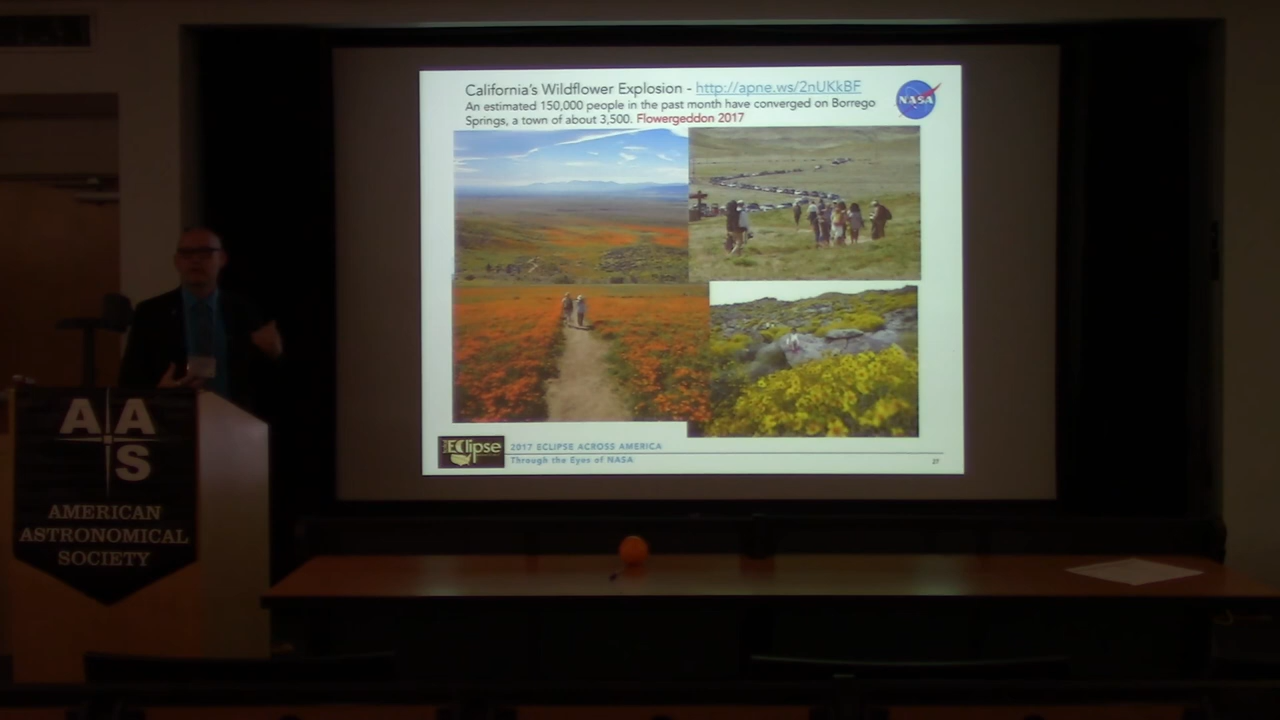 California's Wildflower Explosion - http://apne.ws/2nUKkBF
An estimated 150,000 people in the past month have converged on Borrego
Springs, a town of about 3,500. Flowergeddon 2017
NASA
Eclipse
2017 ECLIPSE ACROSS AMERICA
Through the Eyes of NASA
27
A A
S
AMERICAN
ASTRONOMICAL
SOCIETY